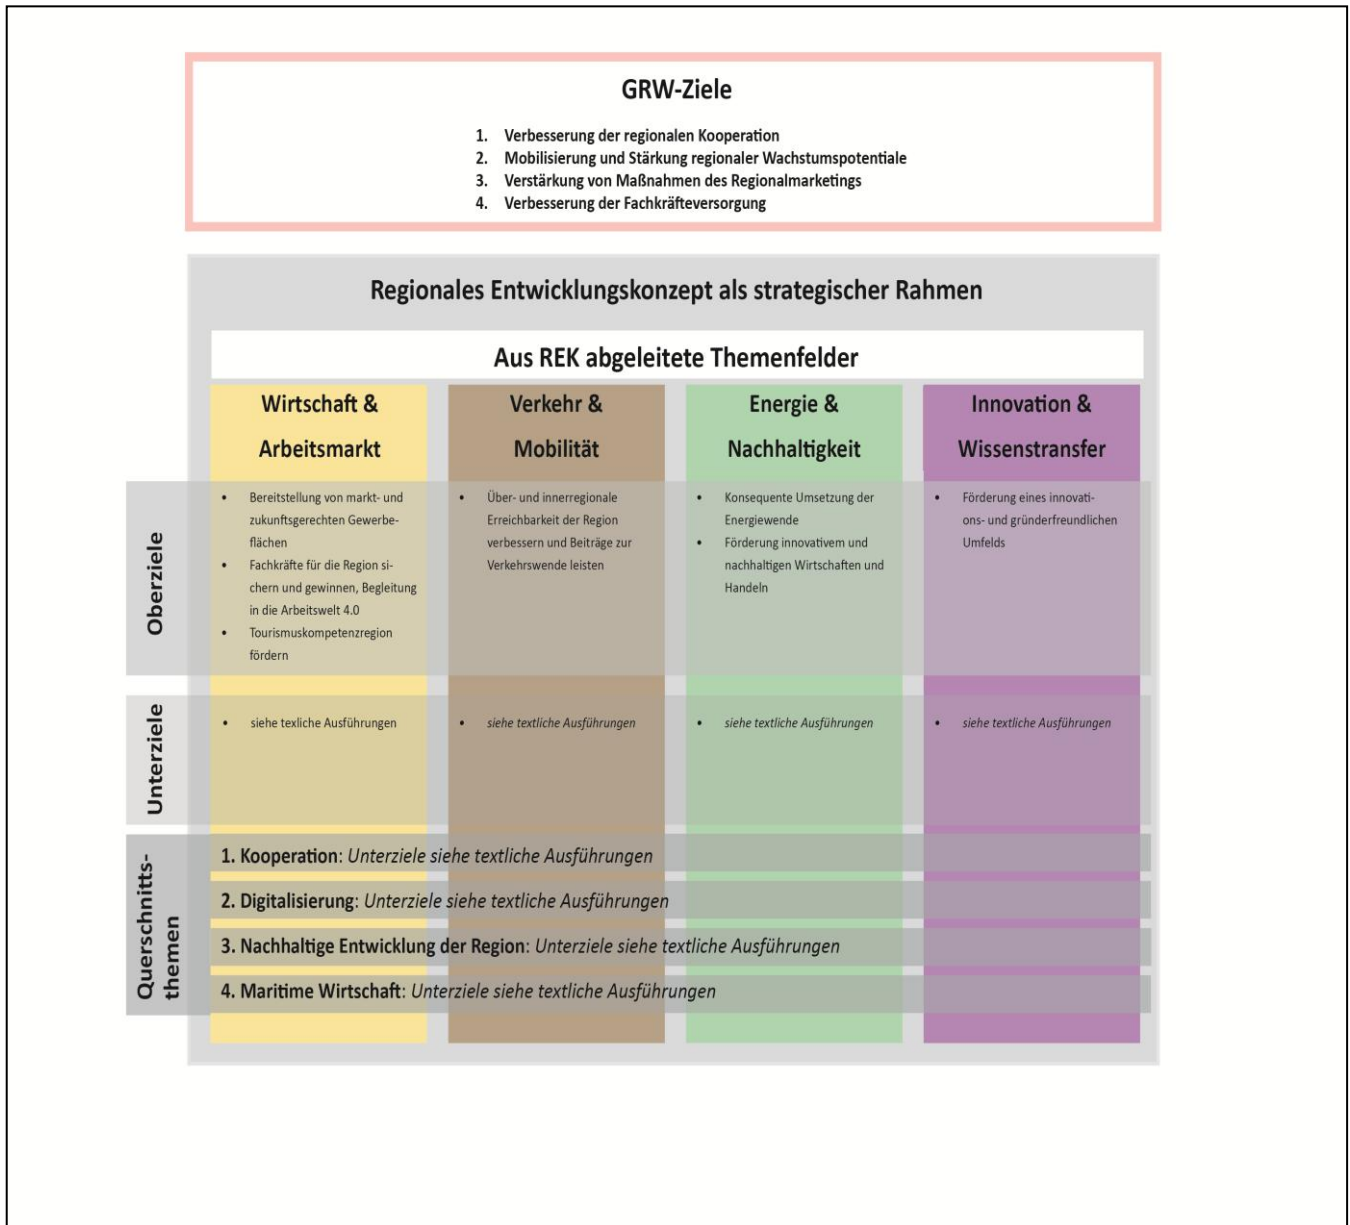 GRW-Ziele
1. Verbesserung der regionalen Kooperation
2. Mobilisierung und Stärkung regionaler Wachstumspotentiale
3. Verstärkung von Maßnahmen des Regionalmarketings
4. Verbesserung der Fachkräfteversorgung
Regionales Entwicklungskonzept als strategischer Rahmen
Aus REK abgeleitete Themenfelder
Wirtschaft &
Arbeitsmarkt
Verkehr &
Mobilität
Energie &
Nachhaltigkeit
Innovation &
Wissenstransfer
Oberziele
• Bereitstellung von markt- und
zukunftsgerechten Gewerbe-
flächen
• Fachkräfte für die Region si-
chern und gewinnen, Begleitung
in die Arbeitswelt 4.0
• Tourismuskompetenzregion
fördern
• Über- und innerregionale
Erreichbarkeit der Region
verbessern und Beiträge zur
Verkehrswende leisten
• Konsequente Umsetzung der
Energiewende
• Förderung innovativem und
nachhaltigen Wirtschaften und
Handeln
• Förderung eines innovati-
ons- und gründerfreundlichen
Umfelds
Unterziele
• siehe texliche Ausführungen
• siehe textliche Ausführungen
• siehe textliche Ausführungen
• siehe textliche Ausführungen
Querschnitts-
themen
1. Kooperation: Unterziele siehe textliche Ausführungen
2. Digitalisierung: Unterziele siehe textliche Ausführungen
3. Nachhaltige Entwicklung der Region: Unterziele siehe textliche Ausführungen
4. Maritime Wirtschaft: Unterziele siehe textliche Ausführungen